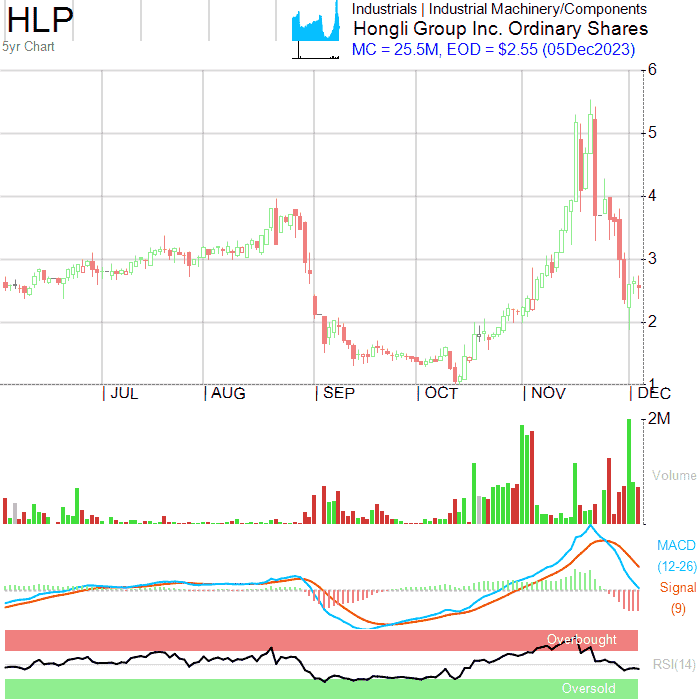 HLP
5yr Chart
Industrials | Industrial Machinery/Components
Hongli Group Inc. Ordinary Shares
MC = 25.5M, EOD = $2.55 (05Dec2023)
6
5
4
3
2
1
| JUL | AUG | SEP | OCT | NOV | DEC
2M
Volume
MACD
(12-26)
Signal
(9)
Overbought
RSI(14)
Oversold